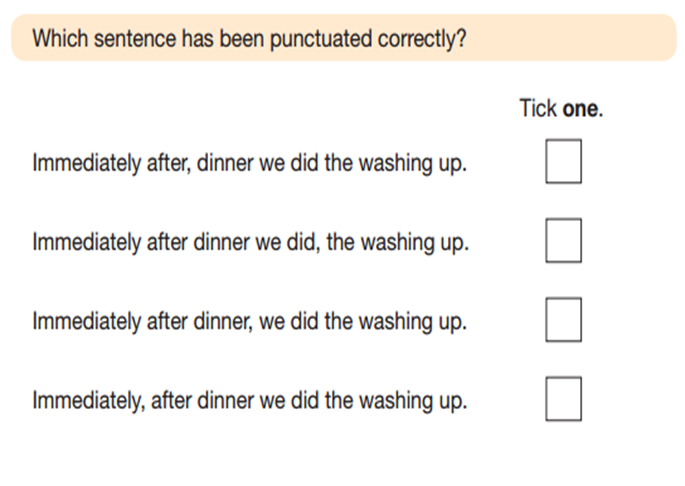 Which sentence has been punctuated correctly?
Tick one.
Immediately after, dinner we did the washing up.
Immediately after dinner we did, the washing up.
Immediately after dinner, we did the washing up.
Immediately, after dinner we did the washing up.